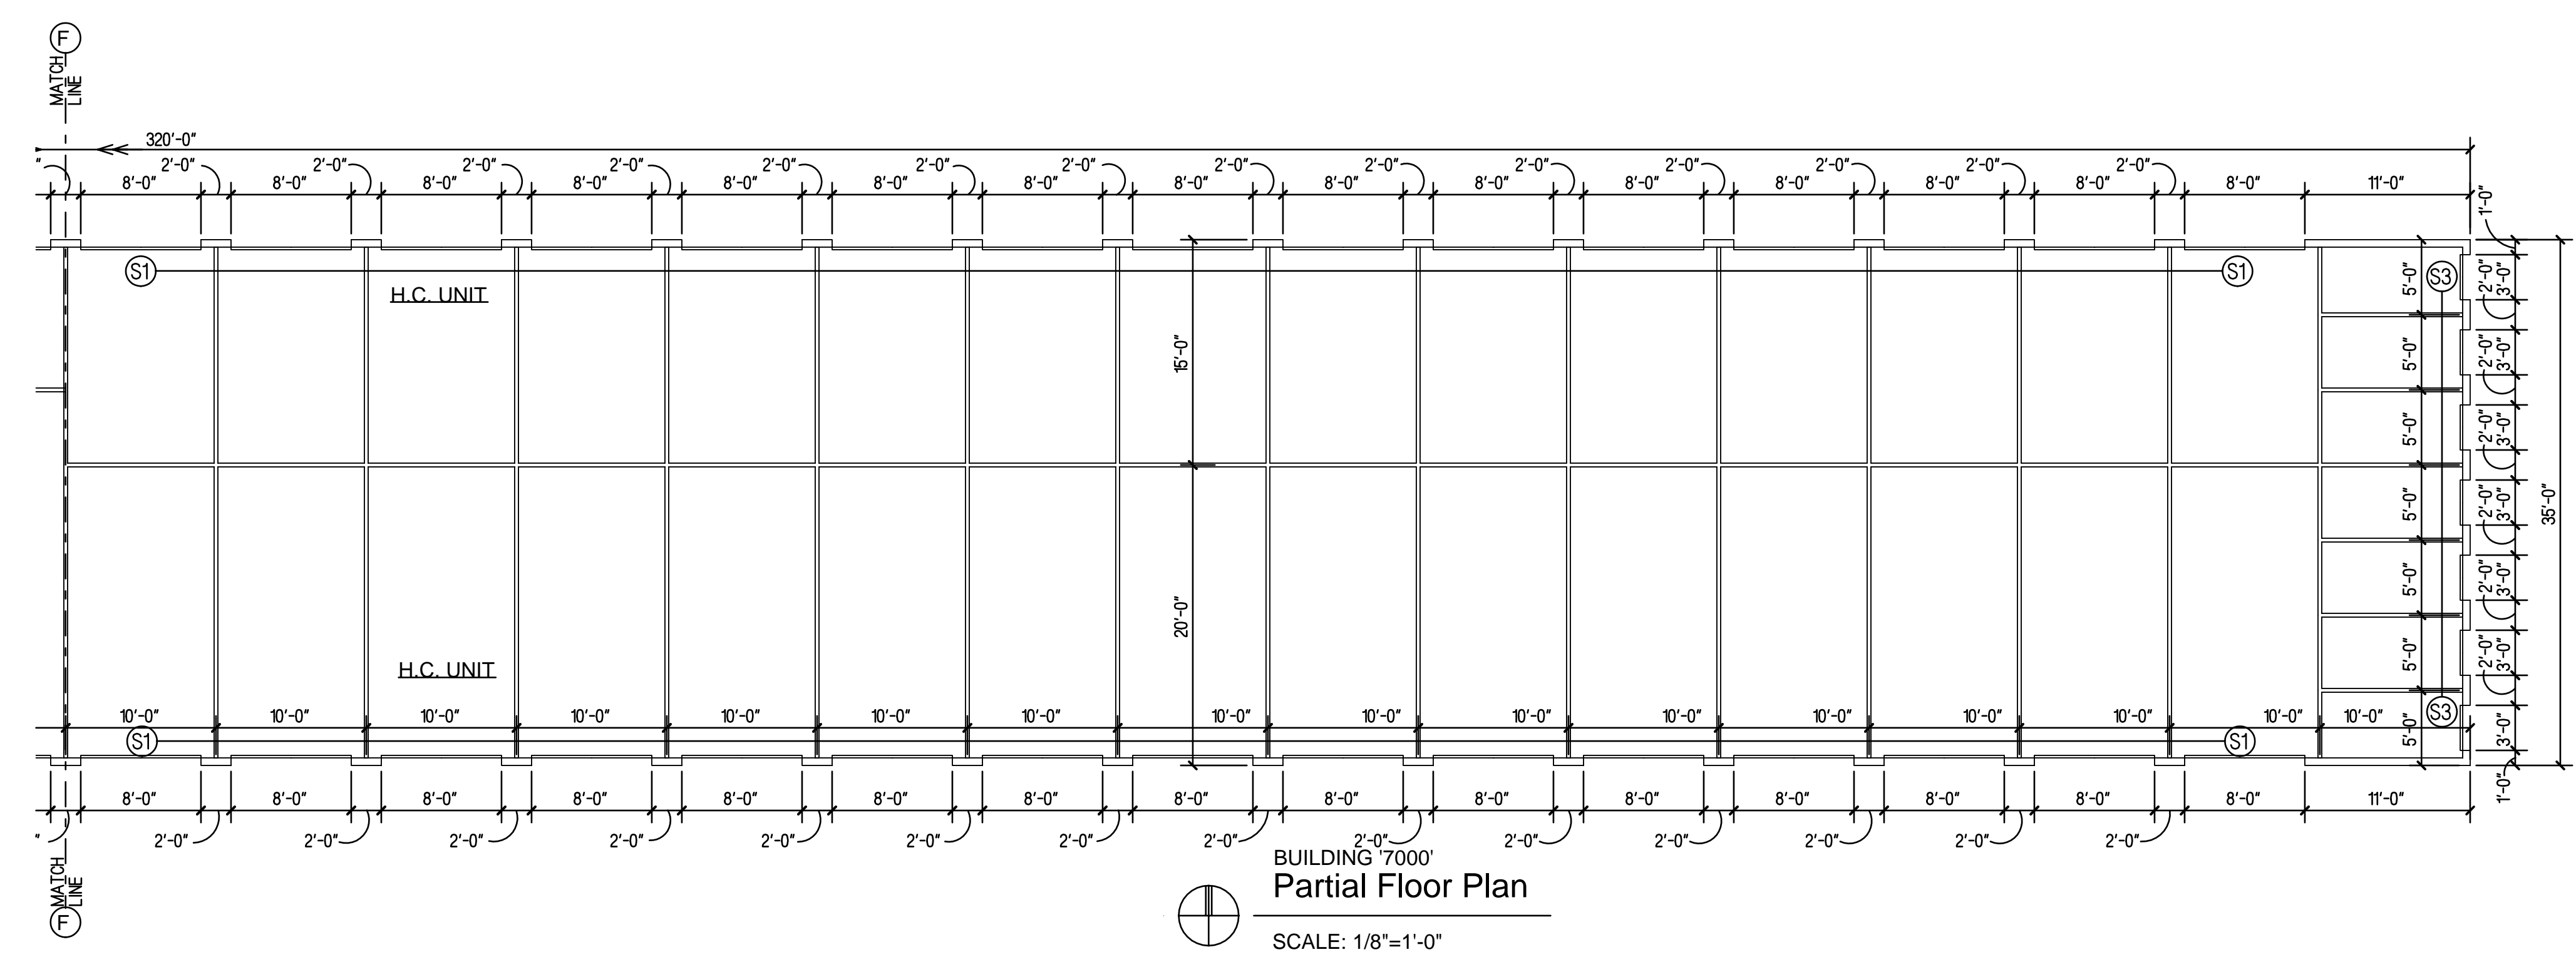 F
MATCH
LINE
320'-0"
" 2'-0" 2'-0" 2'-0" 2'-0" 2'-0" 2'-0" 2'-0" 2'-0" 2'-0" 2'-0" 2'-0" 2'-0" 2'-0" 2'-0"
8'-0" 8'-0" 8'-0" 8'-0" 8'-0" 8'-0" 8'-0" 8'-0" 8'-0" 8'-0" 8'-0" 8'-0" 8'-0" 8'-0" 8'-0" 11'-0"
1'-0"
S1 S1 S3
H.C. UNIT
5'-0" 2'-0" 3'-0"
15'-0"
5'-0" 2'-0" 3'-0"
5'-0" 2'-0" 3'-0"
5'-0" 2'-0" 3'-0"
35'-0"
5'-0" 2'-0" 3'-0"
20'-0"
5'-0" 2'-0" 3'-0"
H.C. UNIT
10'-0" 10'-0" 10'-0" 10'-0" 10'-0" 10'-0" 10'-0" 10'-0" 10'-0" 10'-0" 10'-0" 10'-0" 10'-0" 10'-0" 10'-0" 10'-0"
S3
5'-0" 3'-0"
S1 S1
1'-0"
8'-0" 8'-0" 8'-0" 8'-0" 8'-0" 8'-0" 8'-0" 8'-0" 8'-0" 8'-0" 8'-0" 8'-0" 8'-0" 8'-0" 8'-0" 11'-0"
" 2'-0" 2'-0" 2'-0" 2'-0" 2'-0" 2'-0" 2'-0" 2'-0" 2'-0" 2'-0" 2'-0" 2'-0" 2'-0" 2'-0"
MATCH
LINE
F
BUILDING '7000'
Partial Floor Plan
SCALE: 1/8"=1'-0"